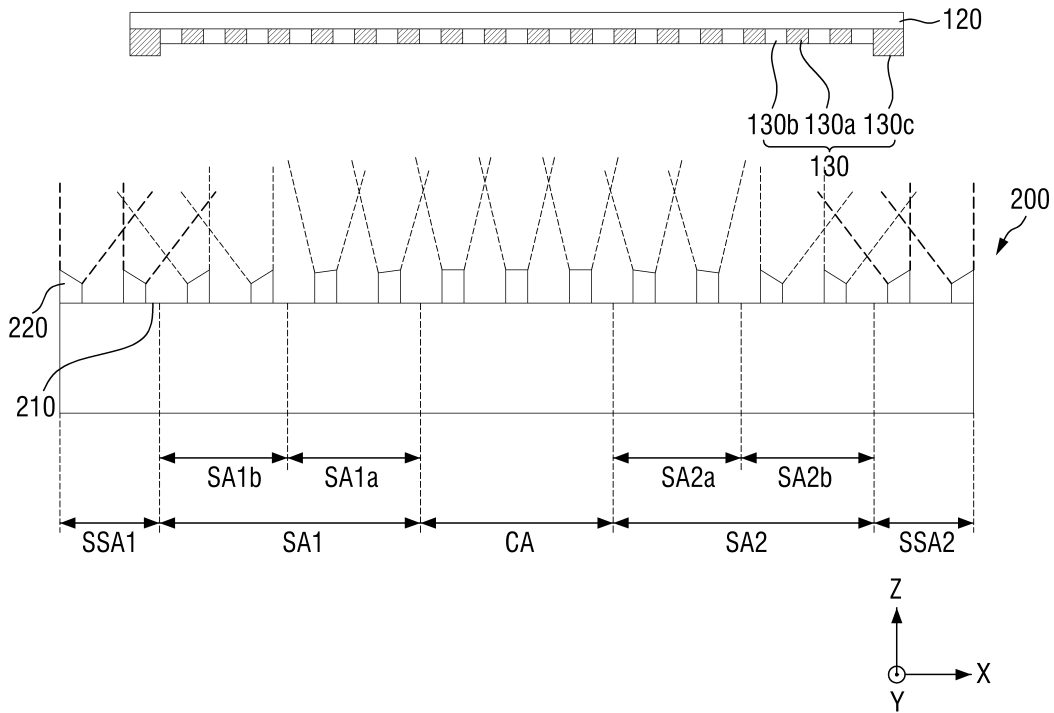 120
130b 130a 130c
130
200
220
210
SA1b SA1a SA2a SA2b
SSA1 SA1 CA SA2 SSA2
Z
X
Y